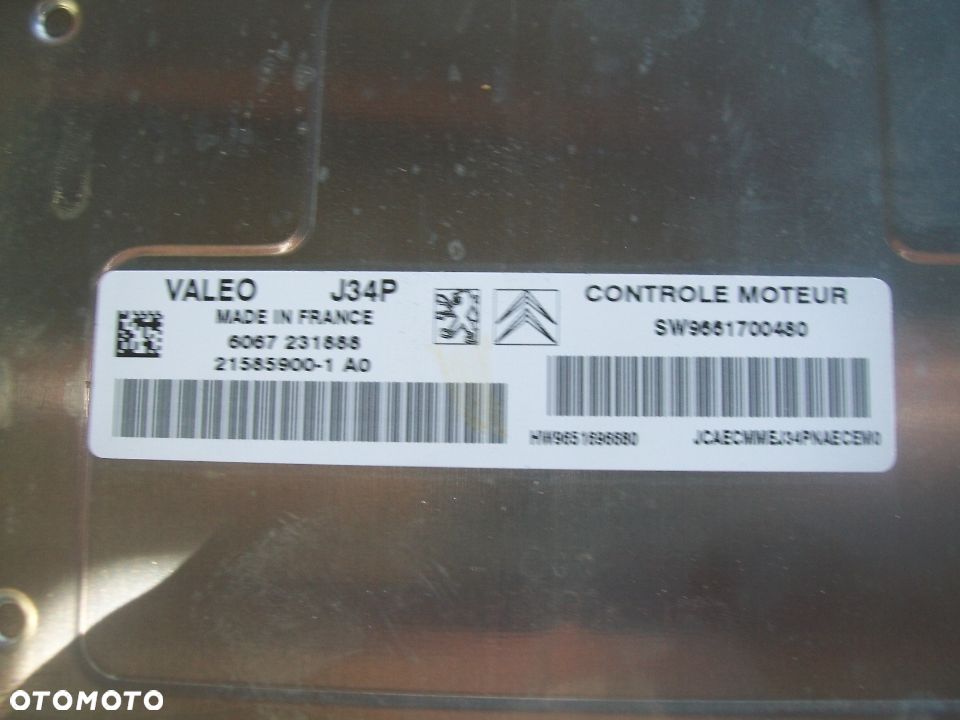 VALEO J34P
MADE IN FRANCE
6067 231888
21585900-1 A0
CONTROLE MOTEUR
SW9661700480
HW9651696680 JCAECMMEJ34PNAECEM0
OTOMOTO